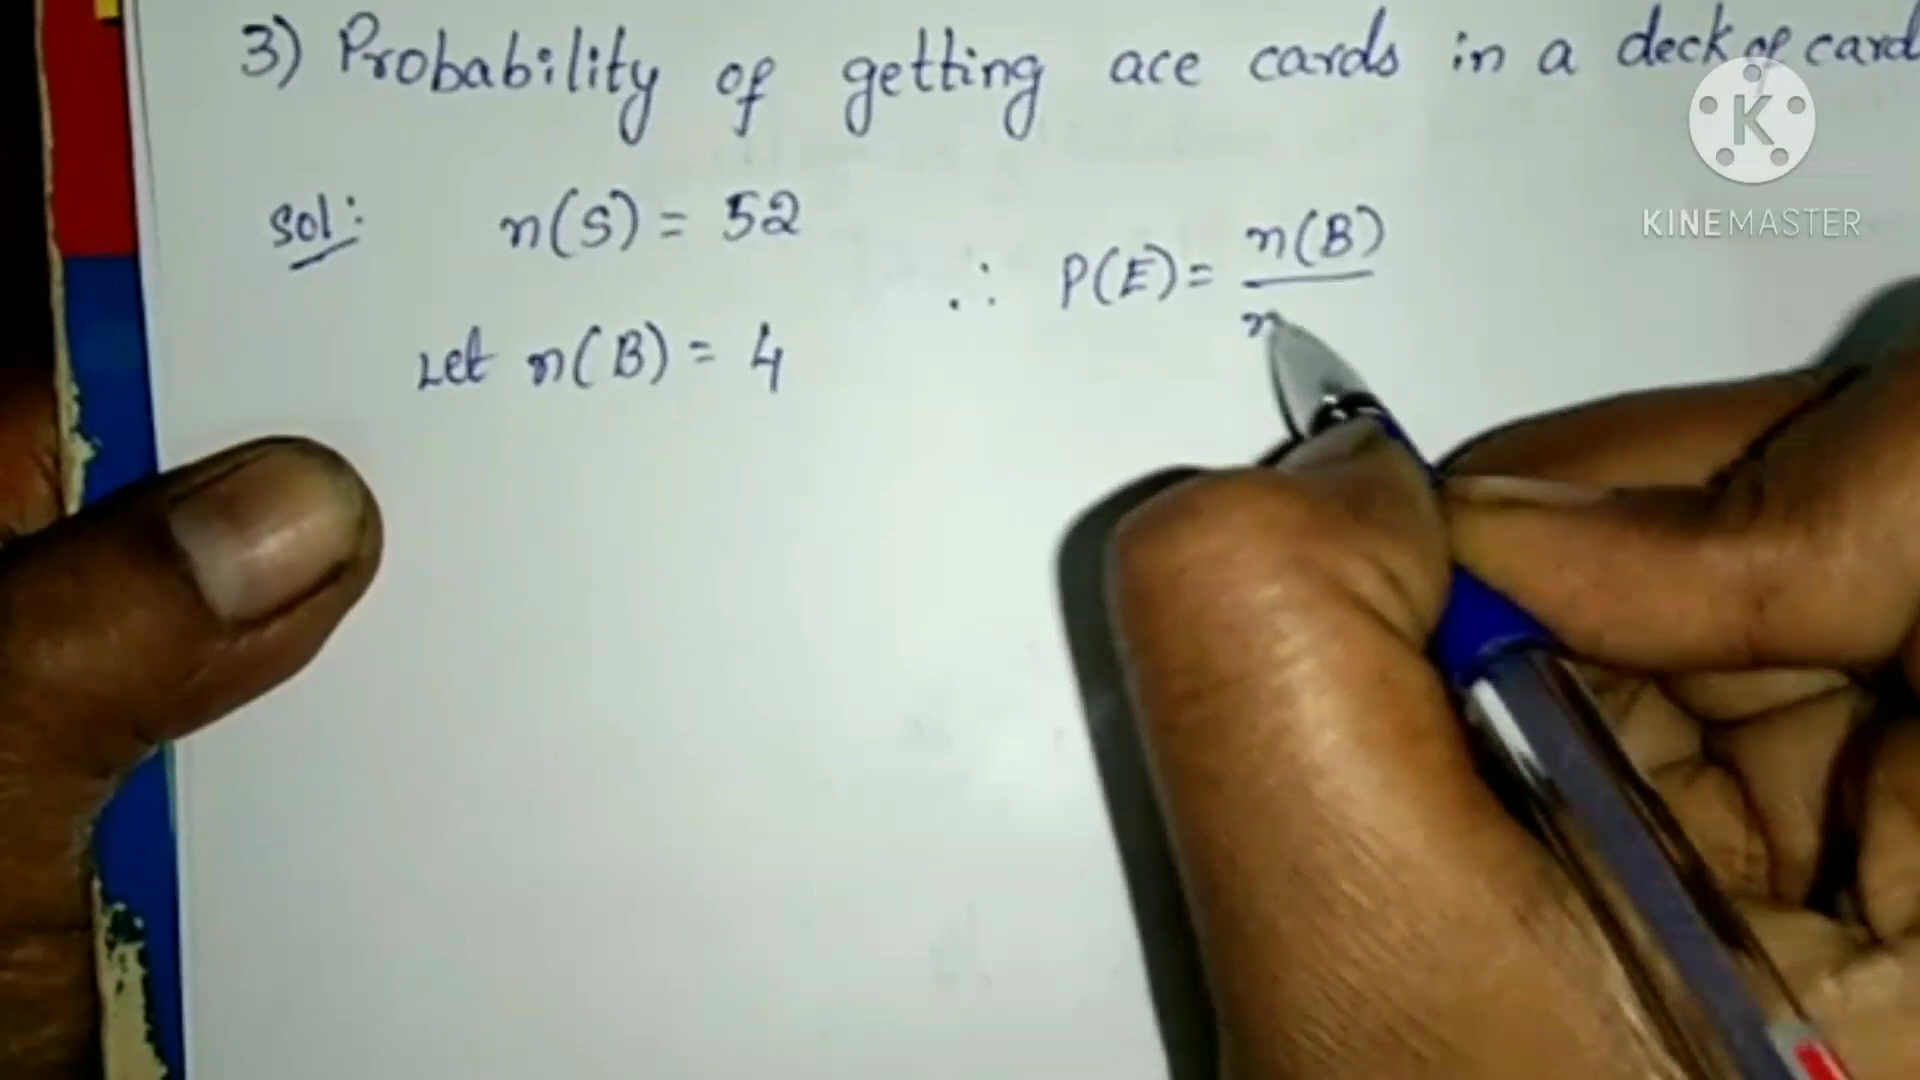 3) Probability of getting ace cards in a deck of card
Sol: n(S) = 52
Let n(B) = 4
∴ P(E) = n(B)
n
K
KINEMASTER